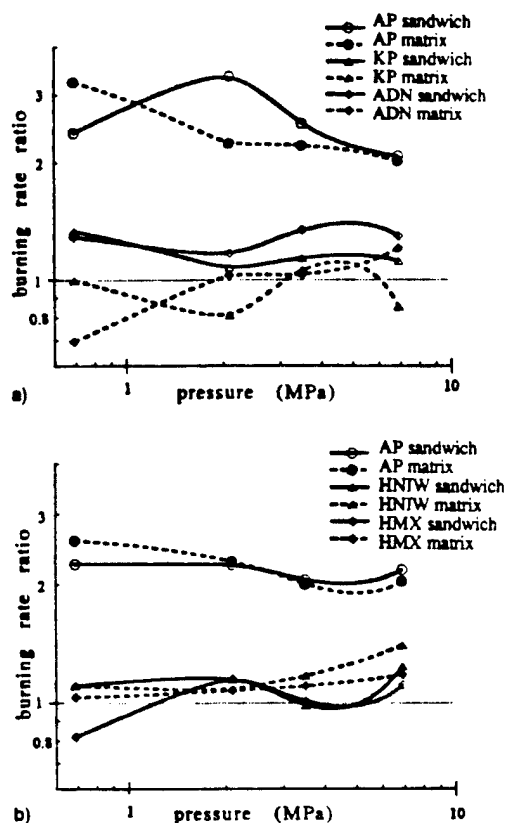 AP sandwich
AP matrix
KP sandwich
KP matrix
ADN sandwich
ADN matrix
burning rate ratio
3
2
1
0.8
1
10
a)
pressure (MPa)
AP sandwich
AP matrix
HNIW sandwich
HNIW matrix
HMX sandwich
HMX matrix
burning rate ratio
3
2
1
0.8
1
10
b)
pressure (MPa)